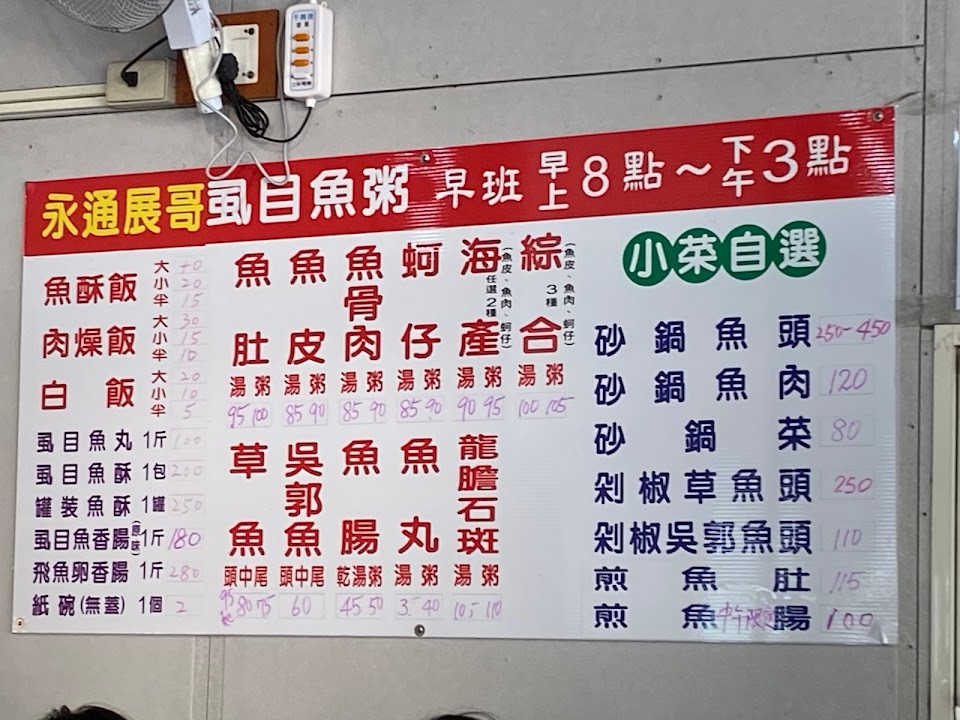 永通展哥虱目魚粥 早班 早上8點～下午3點
魚酥飯 大 小 20 半 15
肉燥飯 大 30 小 15 半 10
白飯 大 20 小 10 半 5
虱目魚丸 1斤 100
虱目魚酥 1包 200
罐裝魚酥 1罐 250
虱目魚香腸(原味) 1斤 180
飛魚卵香腸 1斤 280
紙碗(無蓋) 1個 2
魚肚 湯 粥 95 100
魚皮 湯 粥 85 90
魚骨肉 湯 粥 85 90
蚵仔 湯 粥 85 90
海產 (魚皮、魚肉、蚵仔) 任選2種 湯 粥 90 95
綜合 (魚皮、魚肉、蚵仔) 3種 湯 粥 100 105
草魚 頭中尾 95 80 75
吳郭魚 頭中尾 60
魚腸 乾湯粥 45 50
魚丸 湯 粥 40
龍膽石斑 湯 粥 105 110
小菜自選
砂鍋魚頭 250-450
砂鍋魚肉 120
砂鍋菜 80
剁椒草魚頭 250
剁椒吳郭魚頭 110
煎魚肚 115
煎魚腸 100